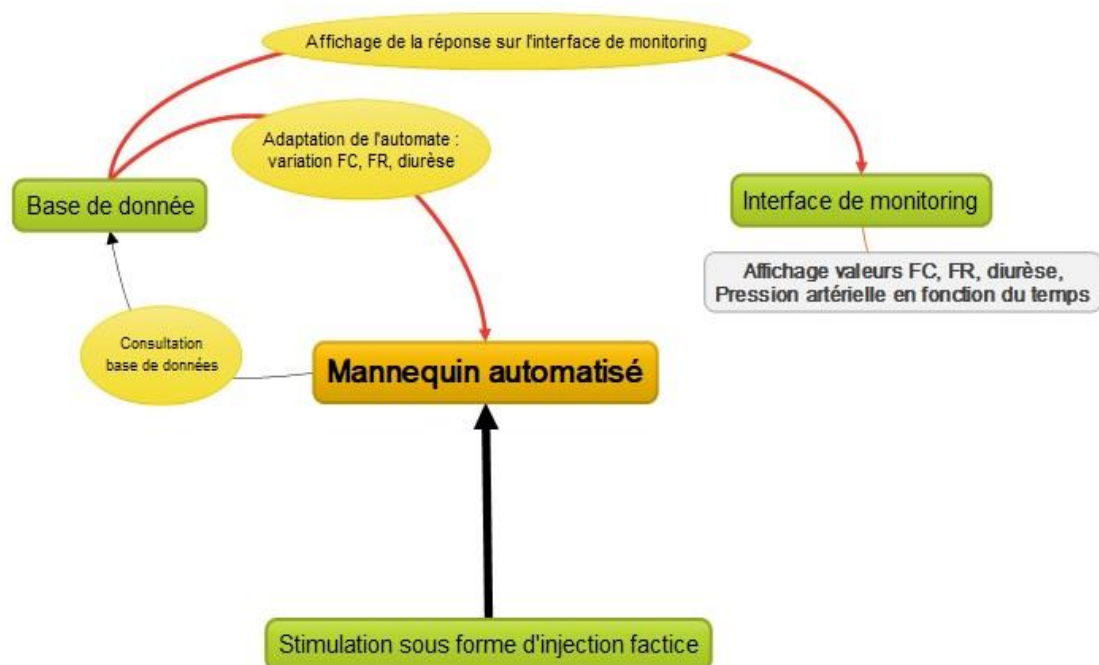 Affichage de la réponse sur l'interface de monitoring
Adaptation de l'automate :
variation FC, FR, diurèse
Base de donnée
Interface de monitoring
Affichage valeurs FC, FR, diurèse,
Pression artérielle en fonction du temps
Consultation
base de données
Mannequin automatisé
Stimulation sous forme d'injection factice